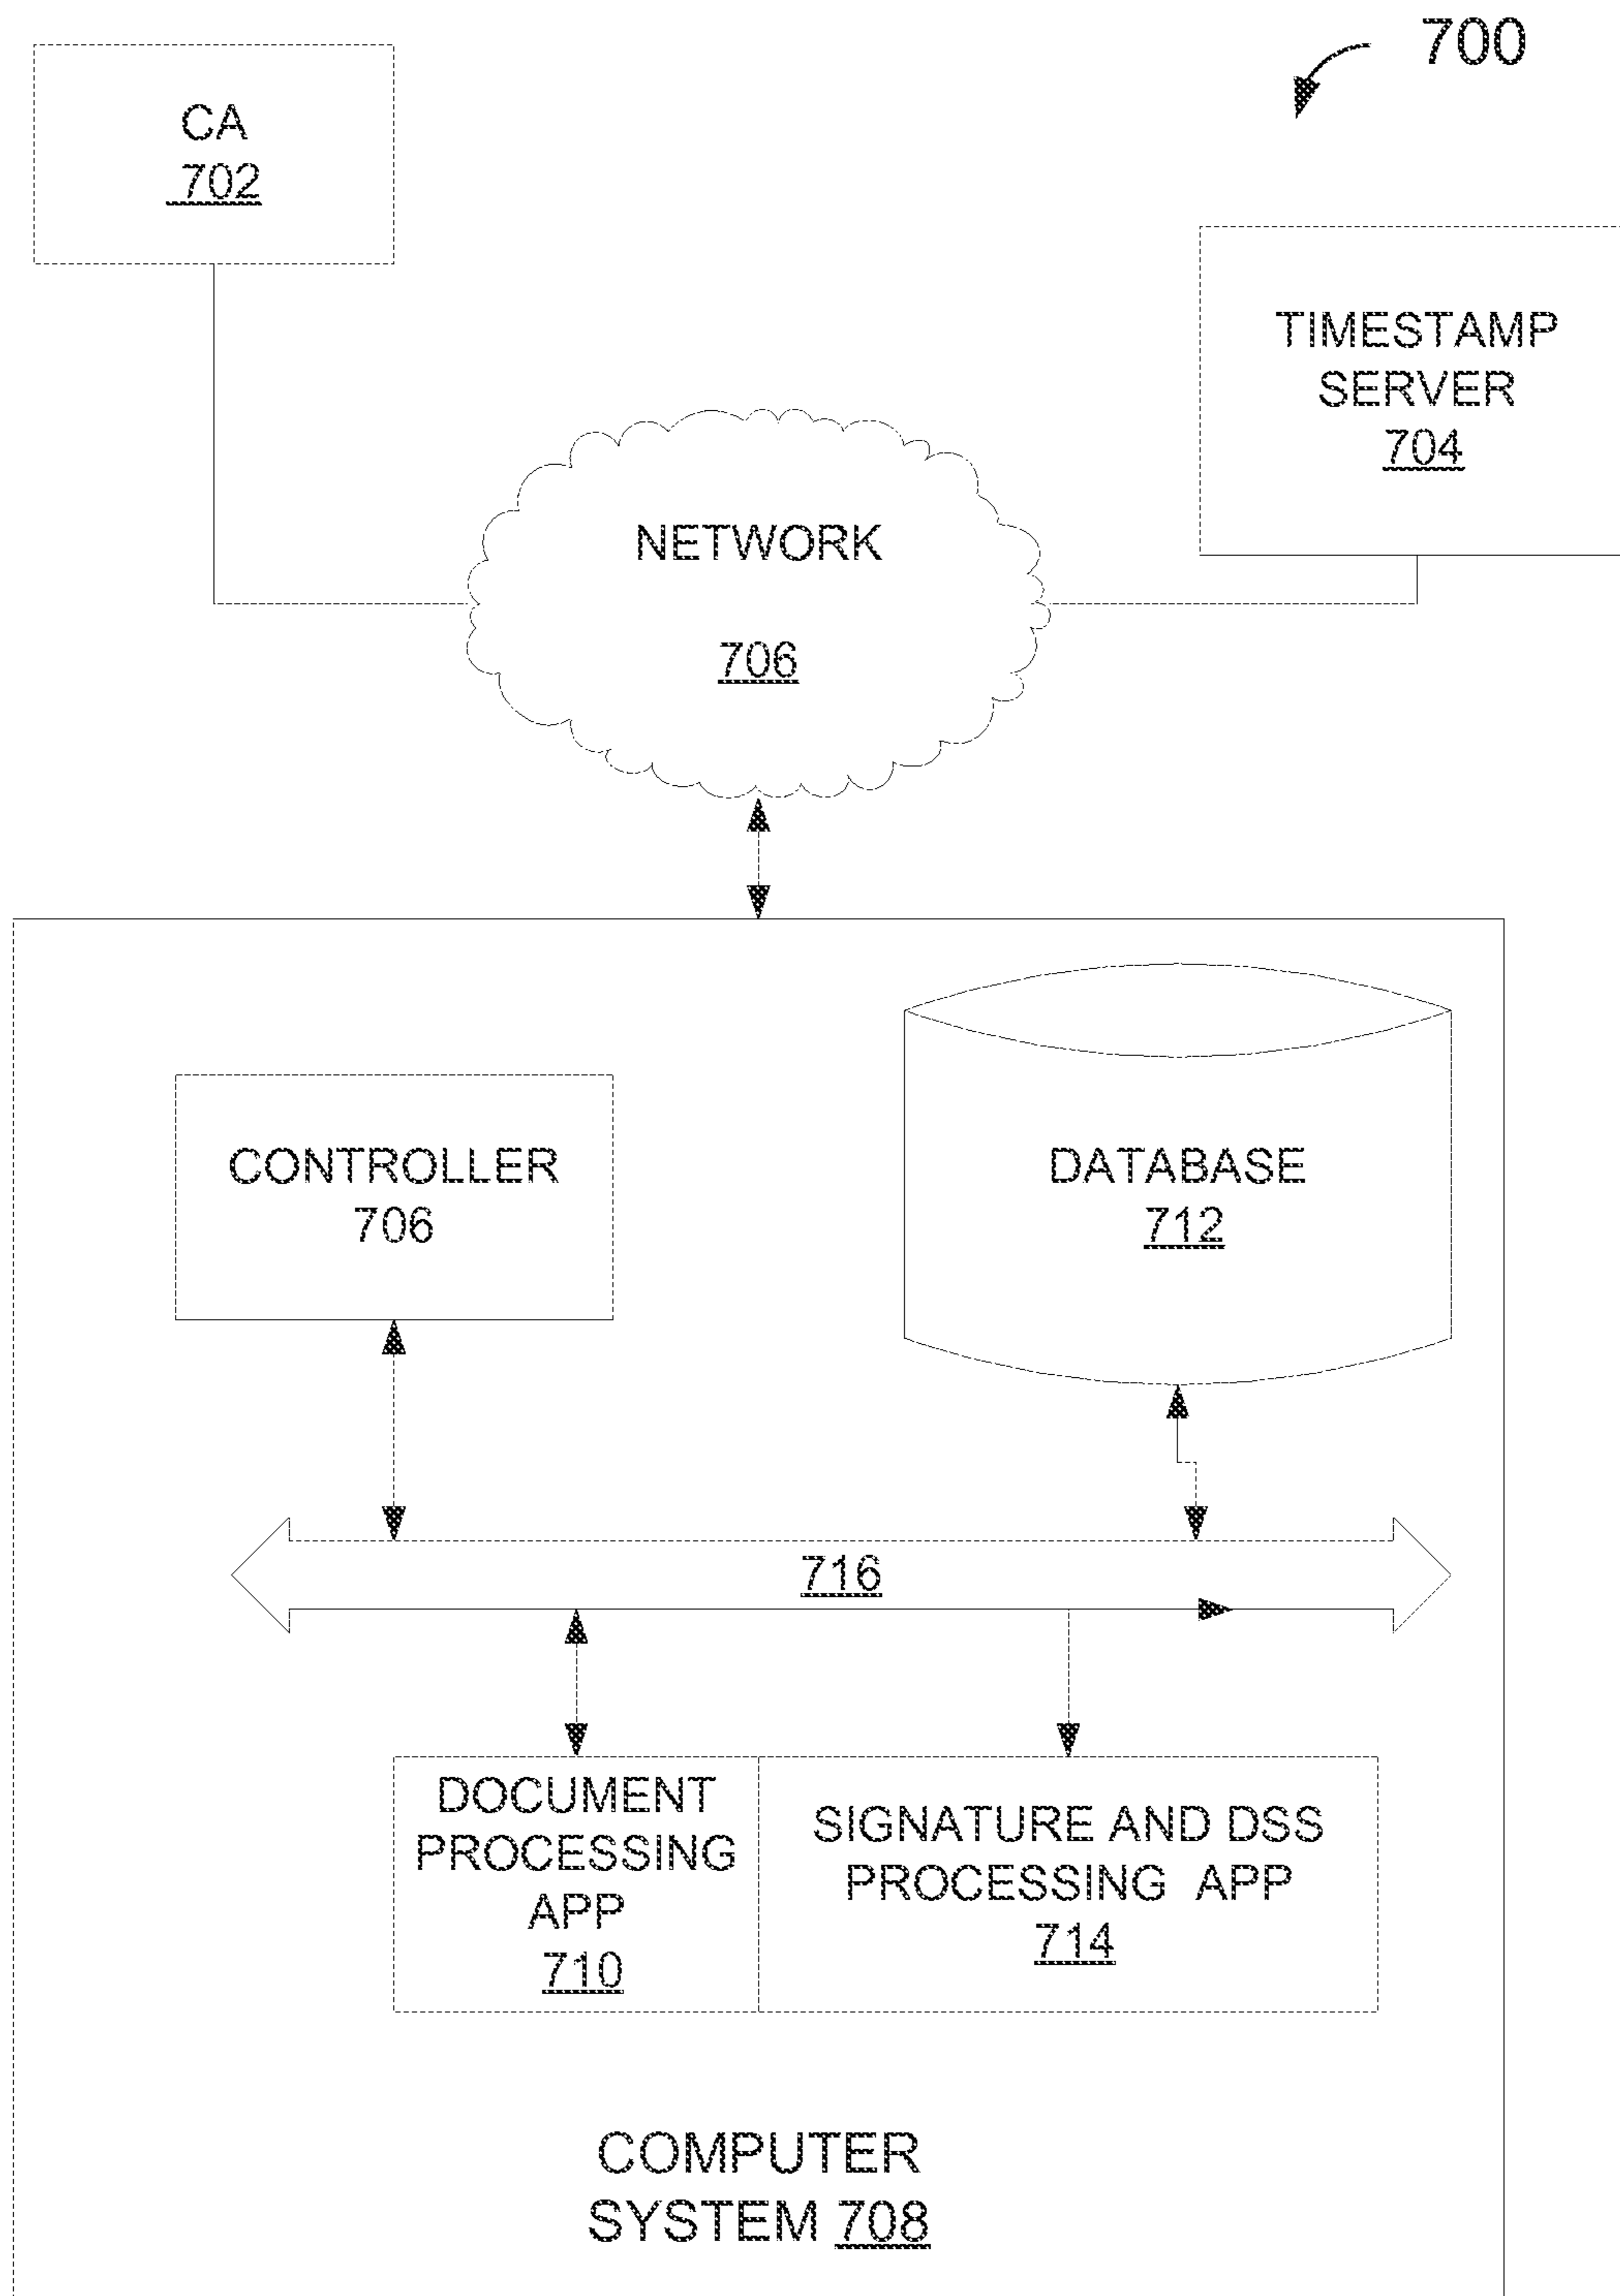 700
CA
702
TIMESTAMP
SERVER
704
NETWORK
706
CONTROLLER
706
DATABASE
712
716
DOCUMENT
PROCESSING
APP
710
SIGNATURE AND DSS
PROCESSING APP
714
COMPUTER
SYSTEM 708